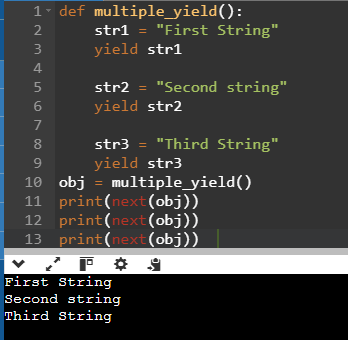 1 def multiple_yield():
2     str1 = "First String"
3     yield str1
4
5     str2 = "Second string"
6     yield str2
7
8     str3 = "Third String"
9     yield str3
10 obj = multiple_yield()
11 print(next(obj))
12 print(next(obj))
13 print(next(obj))
First String
Second string
Third String